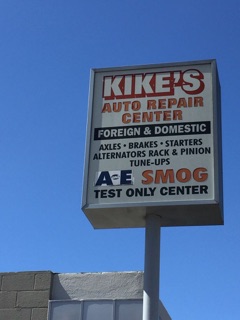 KIKE'S
AUTO REPAIR
CENTER
FOREIGN & DOMESTIC
AXLES • BRAKES • STARTERS
ALTERNATORS RACK & PINION
TUNE-UPS
A E SMOG
TEST ONLY CENTER